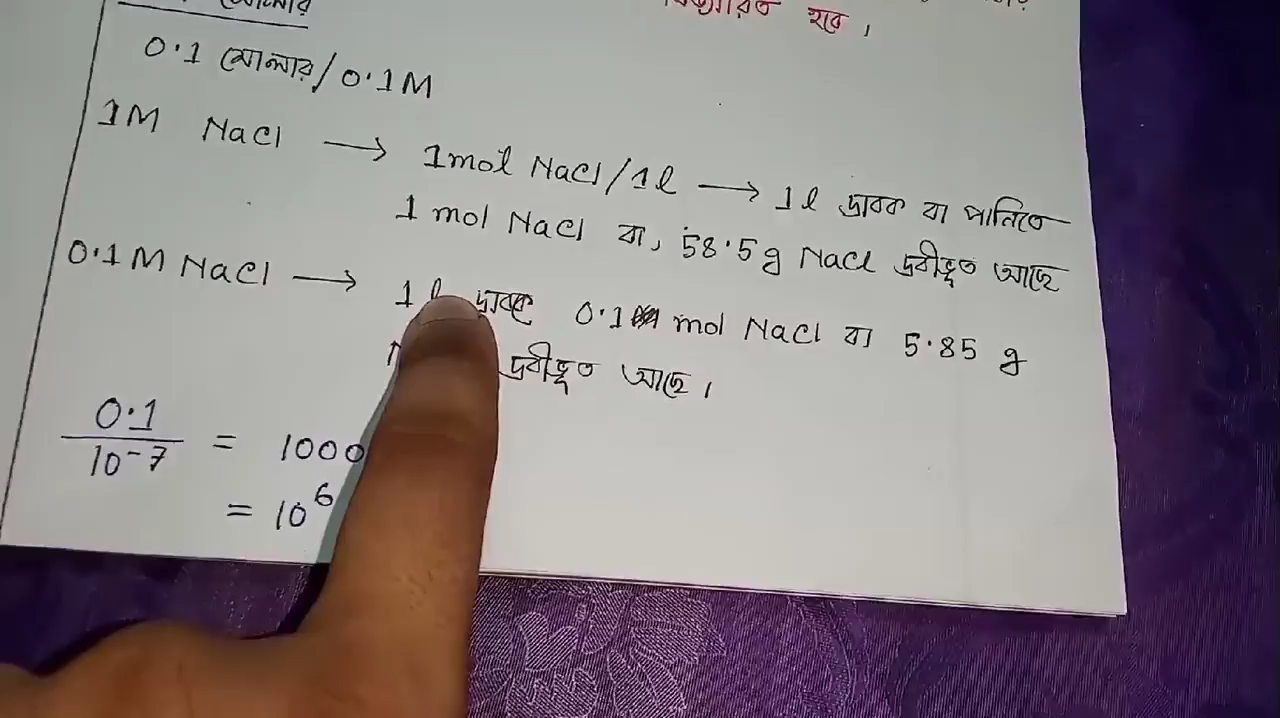 হবে ।
0.1 মোলার/0.1M
1M NaCl → 1mol NaCl/1l → 1l দ্রাবক বা পানিতে
1 mol NaCl বা, 58.5g NaCl দ্রবীভূত আছে
0.1M NaCl → 1 l দ্রাবকে 0.1 mol NaCl বা 5.85 g
দ্রবীভূত আছে ।
0.1
10⁻⁷ = 1000
= 10⁶